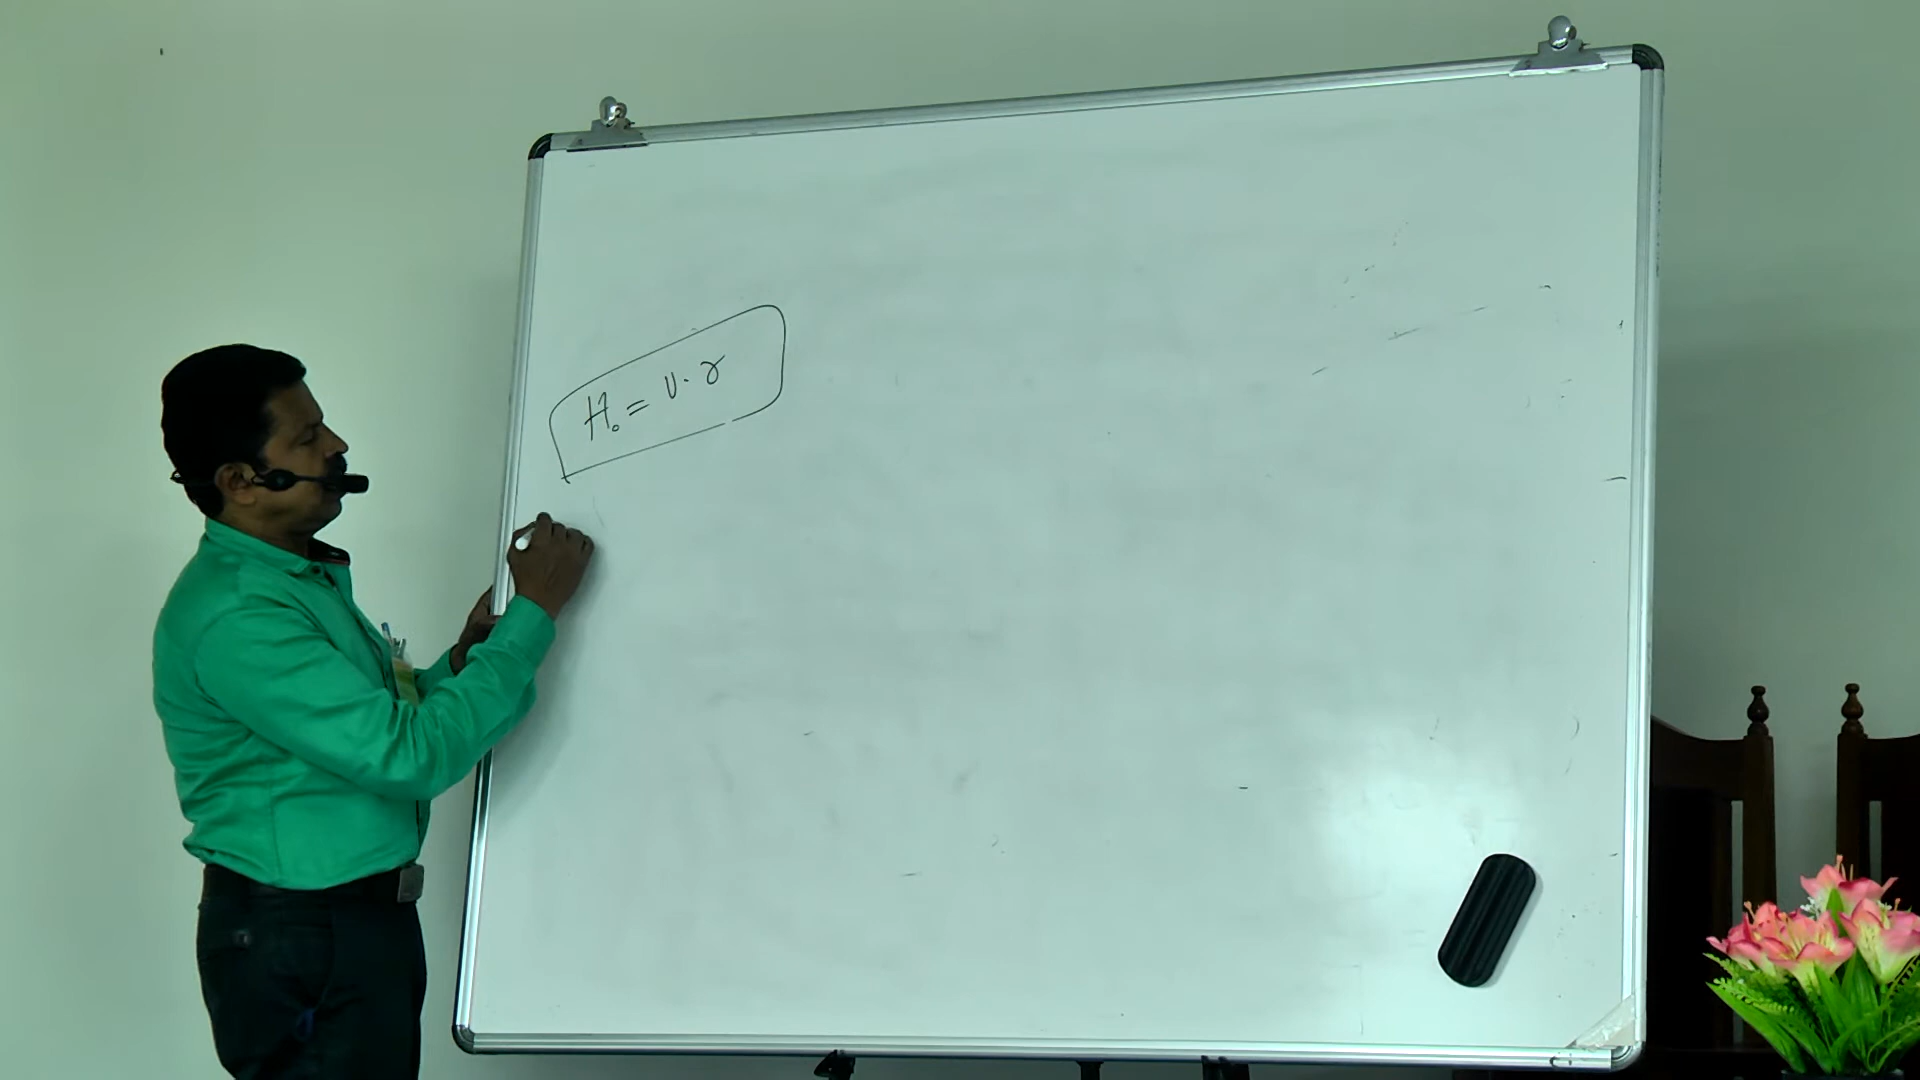 H₀ = v. r